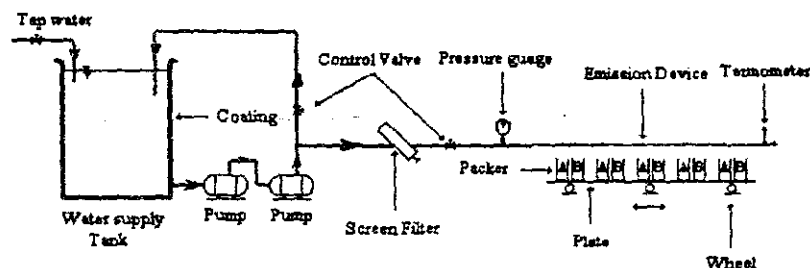 Tap water
Control Valve
Pressure guage
Emission Device
Termometer
Coating
Packer
A B A B A B A B A B
Water supply
Tank
Pump
Pump
Screen Filter
Plate
Wheel